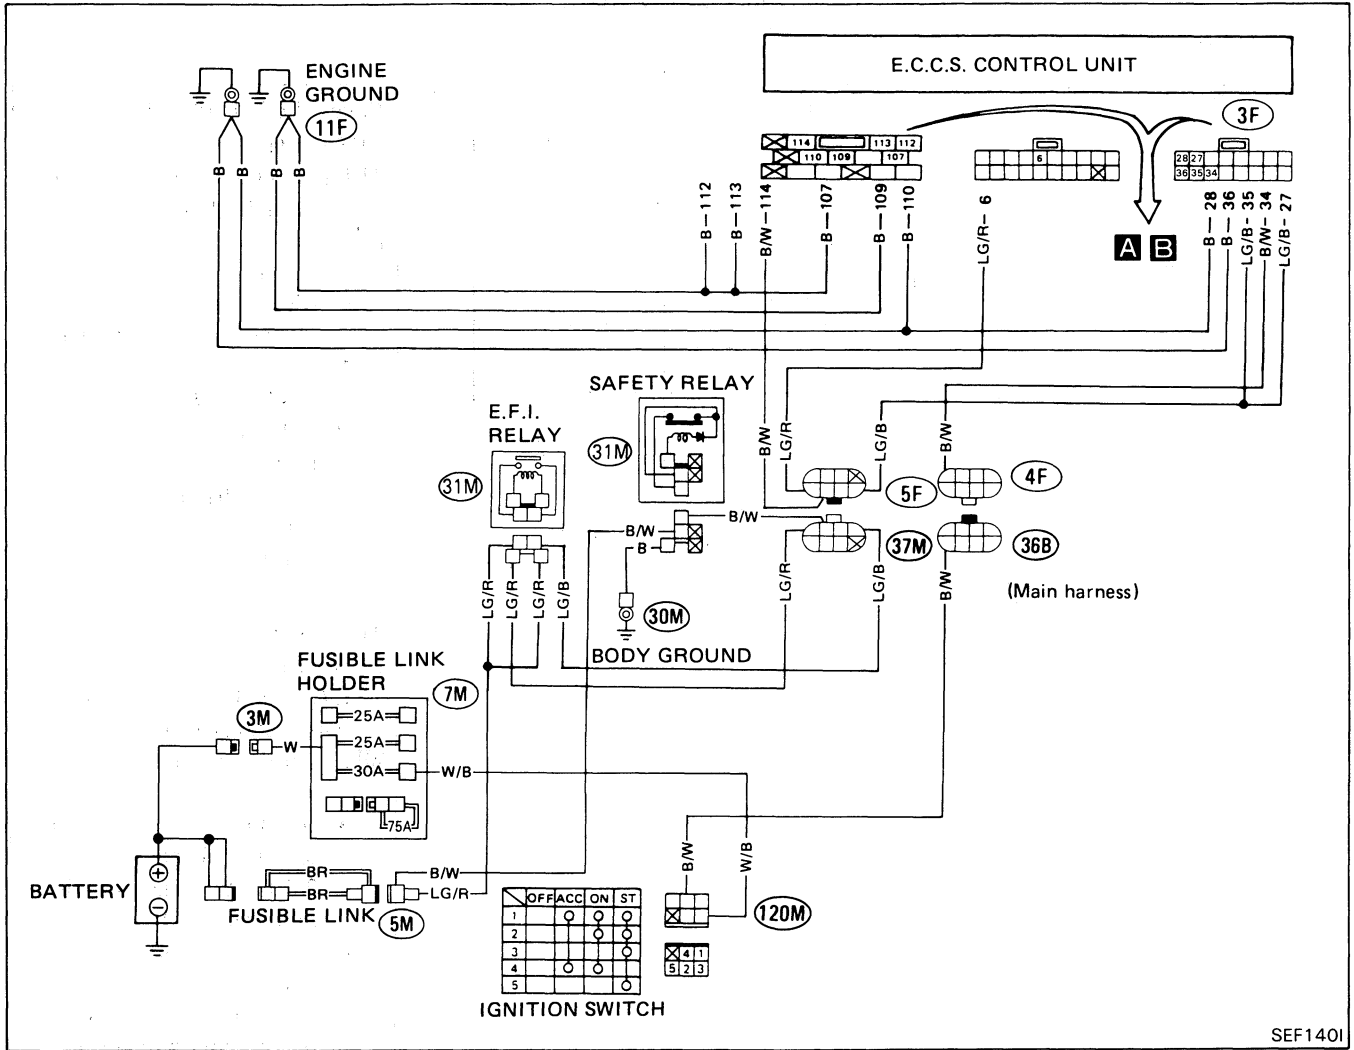 E.C.C.S. CONTROL UNIT
ENGINE
GROUND
11F
3F
114
113 112
110 109 107
6
28 27
36 35 34
B
B
B
B
B—112
B—113
B/W—114
B—107
B—109
B—110
LG/R—6
B—28
B—36
LG/B—35
B/W—34
LG/B—27
A B
SAFETY RELAY
E.F.I.
RELAY
31M
31M
B/W
LG/R
LG/B
B/W
5F
4F
B/W
B/W
B
37M
36B
(Main harness)
LG/R
LG/R
LG/R
LG/B
LG/R
LG/B
B/W
30M
BODY GROUND
FUSIBLE LINK
HOLDER
7M
3M
W
25A
25A
30A
W/B
75A
BATTERY
+
−
BR
BR
FUSIBLE LINK
B/W
LG/R
5M
B/W
W/B
OFF ACC ON ST
1
2
3
4
5
IGNITION SWITCH
120M
4 1
5 2 3
SEF140I